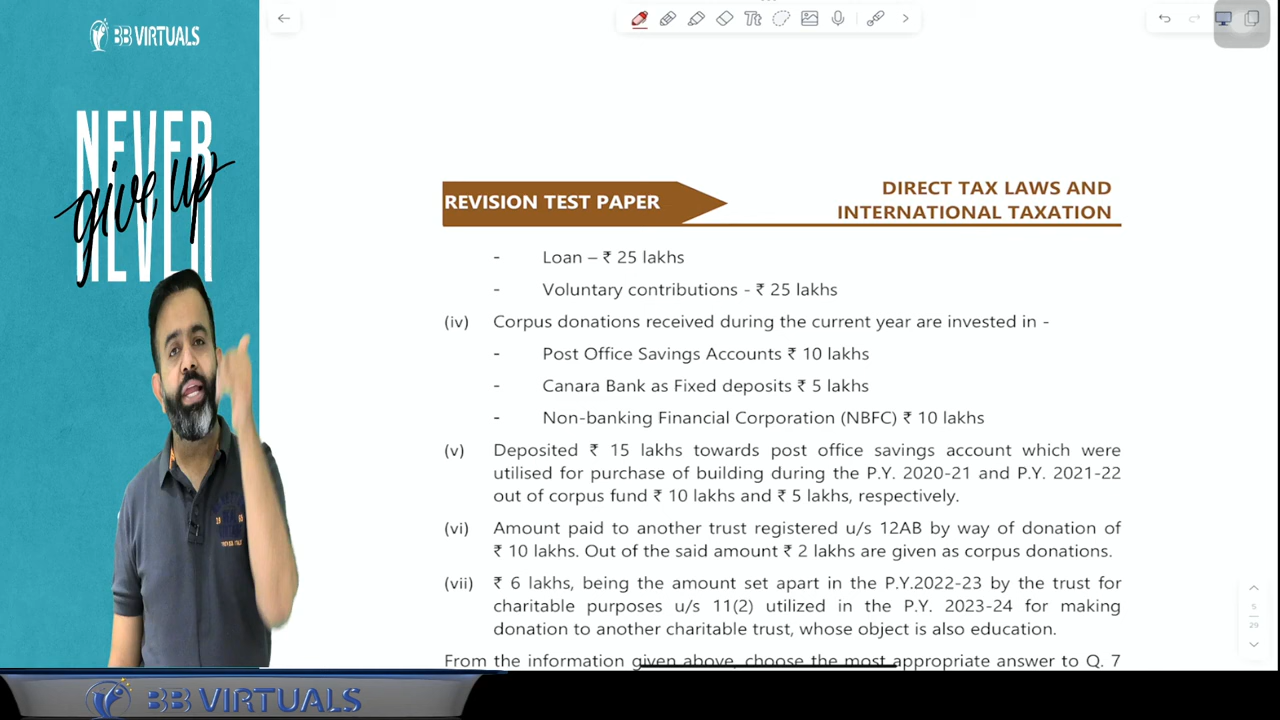 BB VIRTUALS
NEVER
give up
NEVER
REVISION TEST PAPER
DIRECT TAX LAWS AND
INTERNATIONAL TAXATION
- Loan – ₹ 25 lakhs
- Voluntary contributions - ₹ 25 lakhs
(iv) Corpus donations received during the current year are invested in -
- Post Office Savings Accounts ₹ 10 lakhs
- Canara Bank as Fixed deposits ₹ 5 lakhs
- Non-banking Financial Corporation (NBFC) ₹ 10 lakhs
(v) Deposited ₹ 15 lakhs towards post office savings account which were
utilised for purchase of building during the P.Y. 2020-21 and P.Y. 2021-22
out of corpus fund ₹ 10 lakhs and ₹ 5 lakhs, respectively.
(vi) Amount paid to another trust registered u/s 12AB by way of donation of
₹ 10 lakhs. Out of the said amount ₹ 2 lakhs are given as corpus donations.
(vii) ₹ 6 lakhs, being the amount set apart in the P.Y.2022-23 by the trust for
charitable purposes u/s 11(2) utilized in the P.Y. 2023-24 for making
donation to another charitable trust, whose object is also education.
From the information given above, choose the most appropriate answer to Q. 7
Tt
5
29
BB VIRTUALS